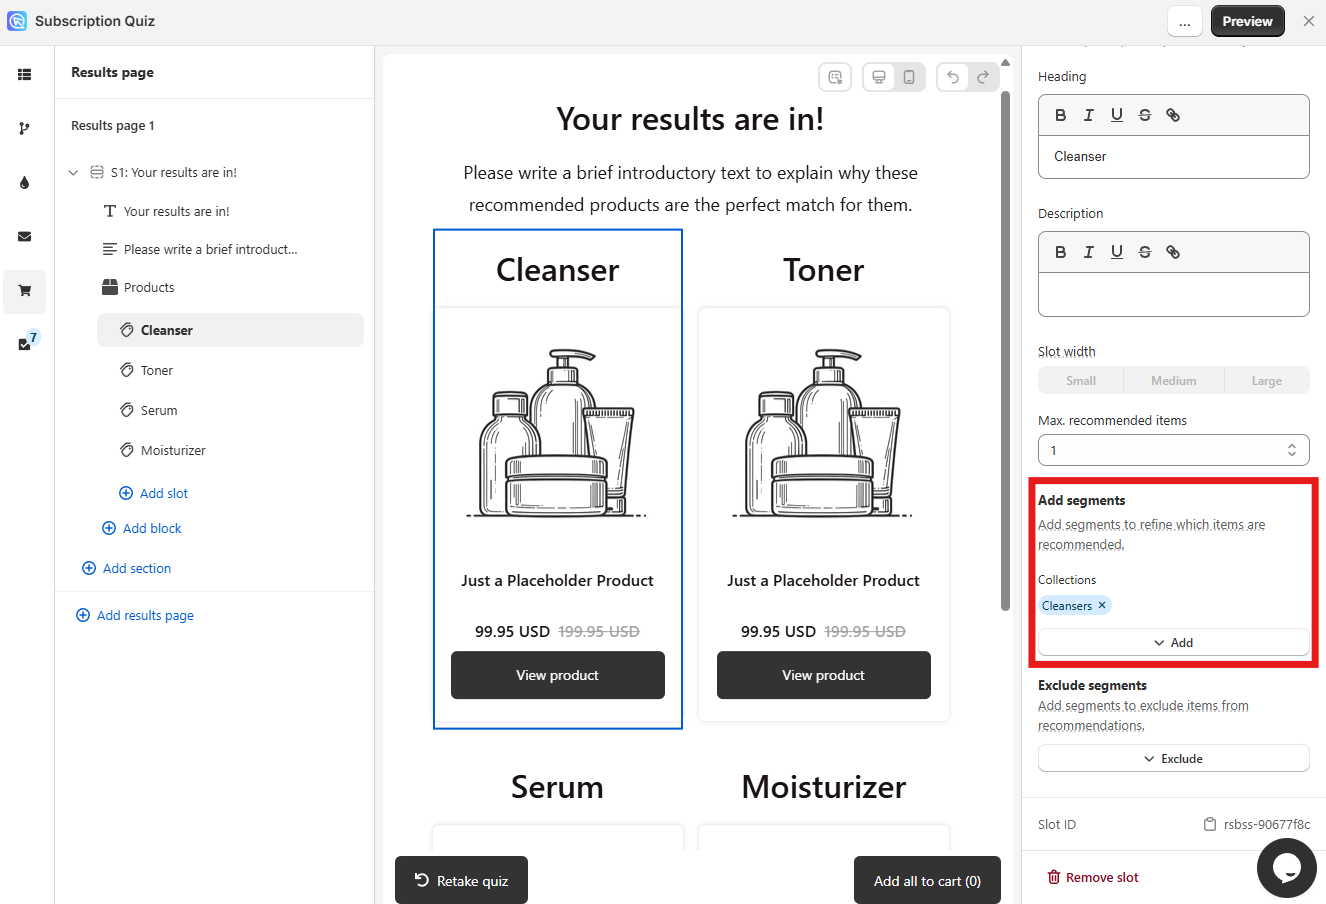 Subscription Quiz
...
Preview
Results page
Results page 1
S1: Your results are in!
Your results are in!
Please write a brief introduct...
Products
Cleanser
Toner
Serum
Moisturizer
Add slot
Add block
Add section
Add results page
7
Your results are in!
Please write a brief introductory text to explain why these
recommended products are the perfect match for them.
Cleanser
Just a Placeholder Product
99.95 USD 199.95 USD
View product
Toner
Just a Placeholder Product
99.95 USD 199.95 USD
View product
Serum
Moisturizer
Retake quiz
Add all to cart (0)
Heading
B I U S
Cleanser
Description
B I U S
Slot width
Small Medium Large
Max. recommended items
1
Add segments
Add segments to refine which items are
recommended.
Collections
Cleansers
Add
Exclude segments
Add segments to exclude items from
recommendations.
Exclude
Slot ID
rsbss-90677f8c
Remove slot